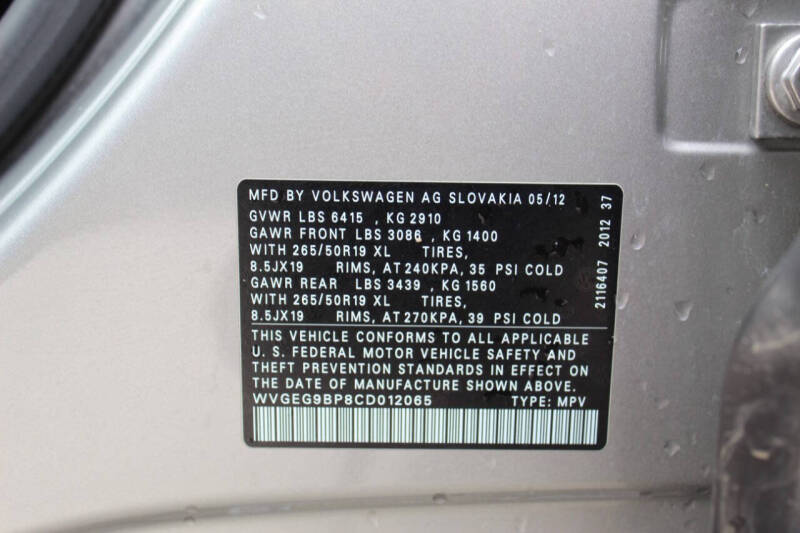 MFD BY VOLKSWAGEN AG SLOVAKIA 05/12
GVWR LBS 6415 , KG 2910
GAWR FRONT LBS 3086 , KG 1400
WITH 265/50R19 XL TIRES,
8.5JX19 RIMS, AT 240KPA, 35 PSI COLD
GAWR REAR LBS 3439 , KG 1560
WITH 265/50R19 XL TIRES,
8.5JX19 RIMS, AT 270KPA, 39 PSI COLD
THIS VEHICLE CONFORMS TO ALL APPLICABLE
U. S. FEDERAL MOTOR VEHICLE SAFETY AND
THEFT PREVENTION STANDARDS IN EFFECT ON
THE DATE OF MANUFACTURE SHOWN ABOVE.
WVGEG9BP8CD012065 TYPE: MPV
2116407 2012 37